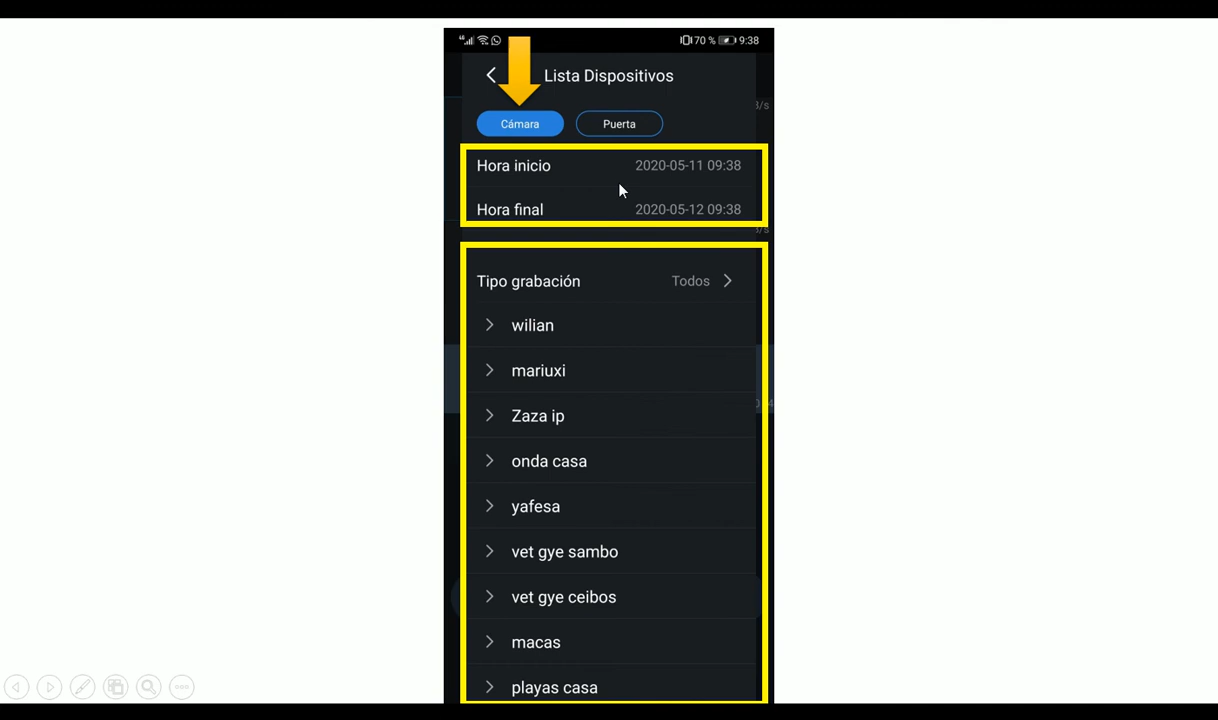 70 % 9:38
Lista Dispositivos
Cámara Puerta
Hora inicio 2020-05-11 09:38
Hora final 2020-05-12 09:38
Tipo grabación Todos
wilian
mariuxi
Zaza ip
onda casa
yafesa
vet gye sambo
vet gye ceibos
macas
playas casa